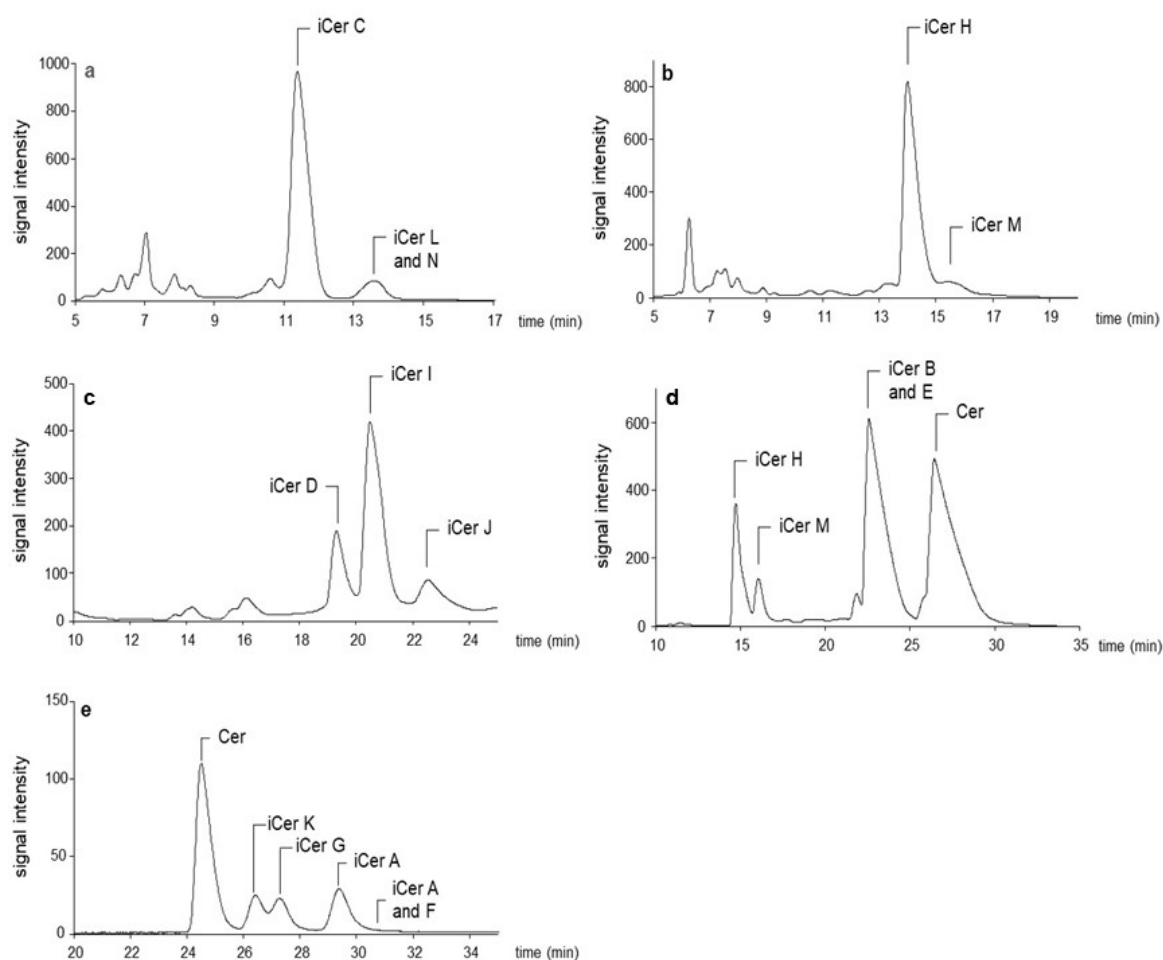 a
iCer C
iCer L
and N
signal intensity
1000
800
600
400
200
0
5
7
9
11
13
15
17
time (min)
b
iCer H
iCer M
signal intensity
800
600
400
200
0
5
7
9
11
13
15
17
19
time (min)
c
iCer I
iCer D
iCer J
signal intensity
500
400
300
200
100
0
10
12
14
16
18
20
22
24
time (min)
d
iCer B
and E
Cer
iCer H
iCer M
signal intensity
600
400
200
0
10
15
20
25
30
35
time (min)
e
Cer
iCer K
iCer G
iCer A
iCer A
and F
signal intensity
150
100
50
0
20
22
24
26
28
30
32
34
time (min)